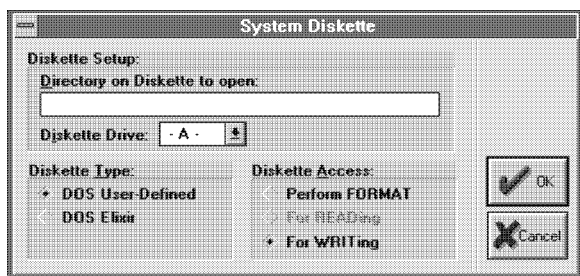 System Diskette
Diskette Setup:
Directory on Diskette to open:
Diskette Drive: - A -
Diskette Type:
DOS User-Defined
DOS Elixir
Diskette Access:
Perform FORMAT
For READing
For WRITing
OK
Cancel